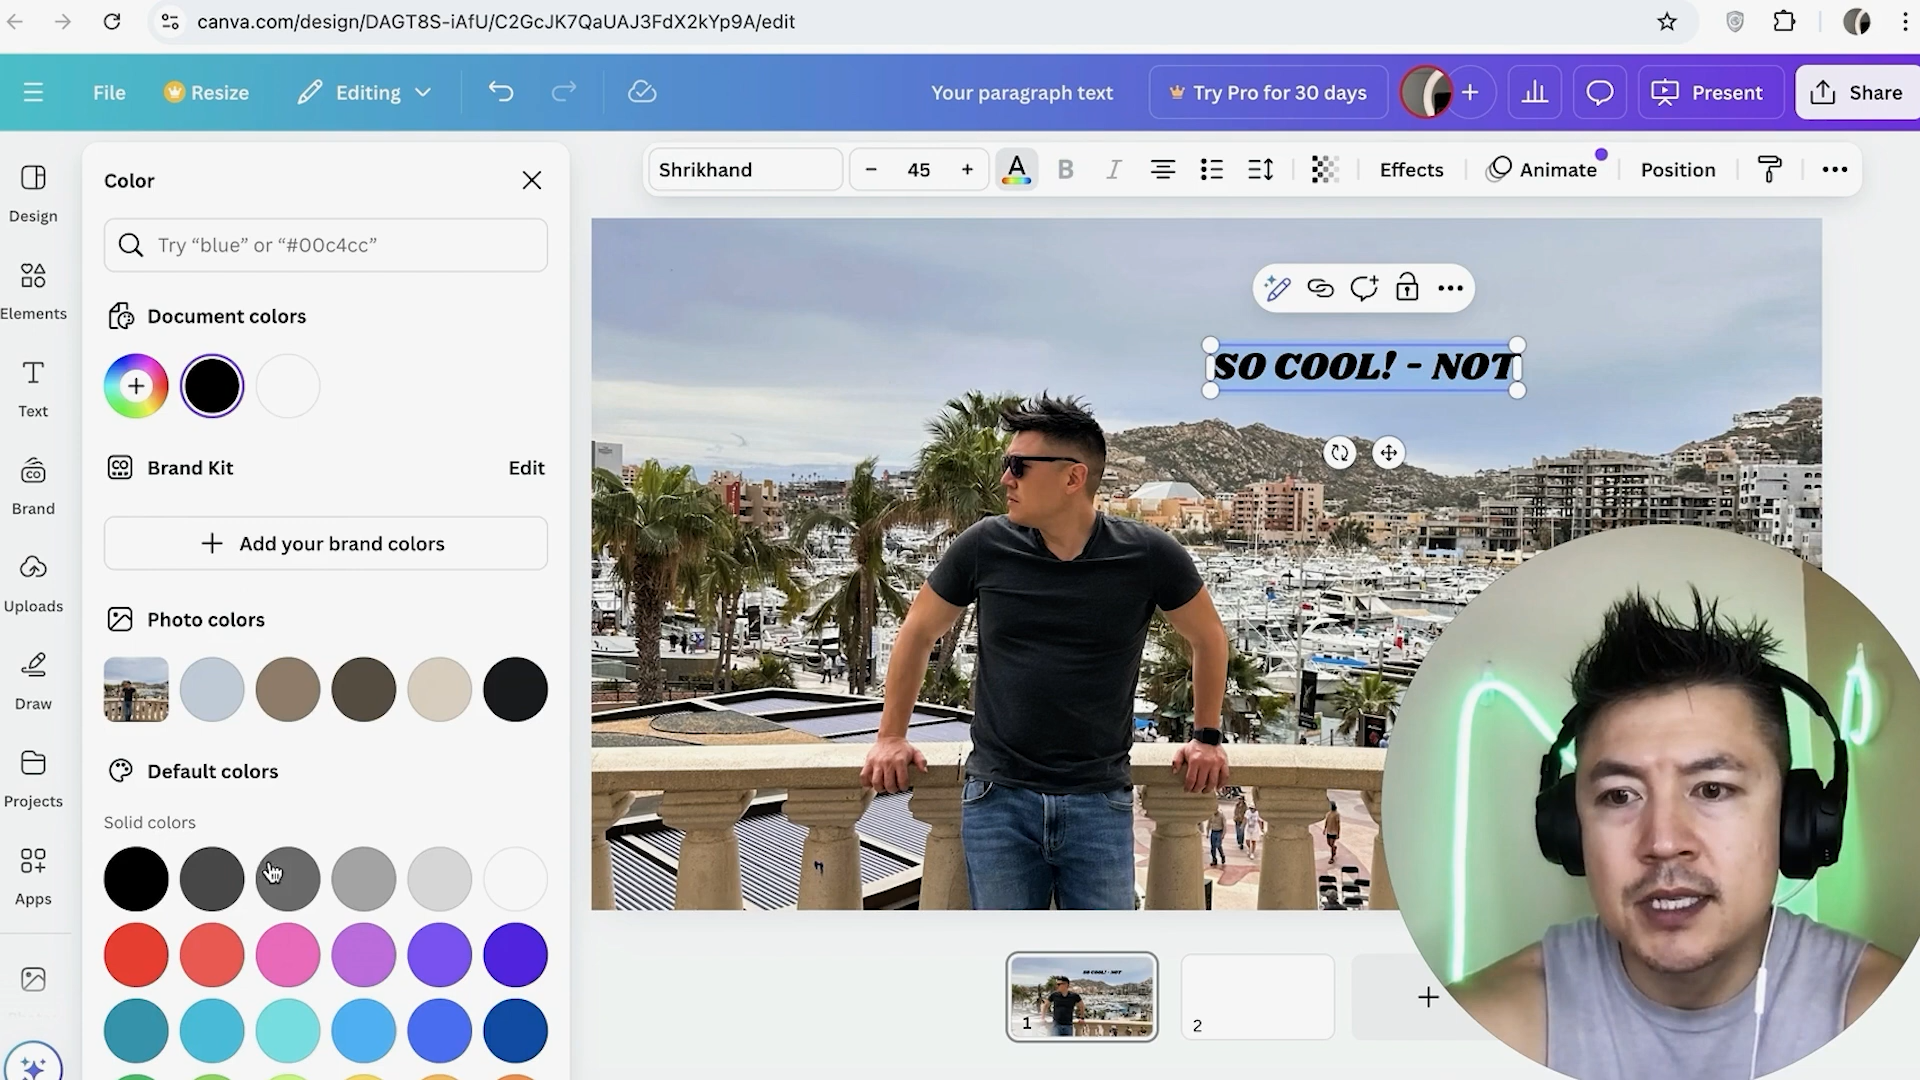 canva.com/design/DAGT8S-iAfU/C2GcJK7QaUAJ3FdX2kYp9A/edit
File
Resize
Editing
Your paragraph text
Try Pro for 30 days
Present
Share
Design
Elements
Text
Brand
Uploads
Draw
Projects
Apps
Color
Try “blue” or “#00c4cc”
Document colors
Brand Kit
Edit
Add your brand colors
Photo colors
Default colors
Solid colors
Shrikhand
45
A
B
I
Effects
Animate
Position
SO COOL! - NOT
SO COOL! - NOT
1
2